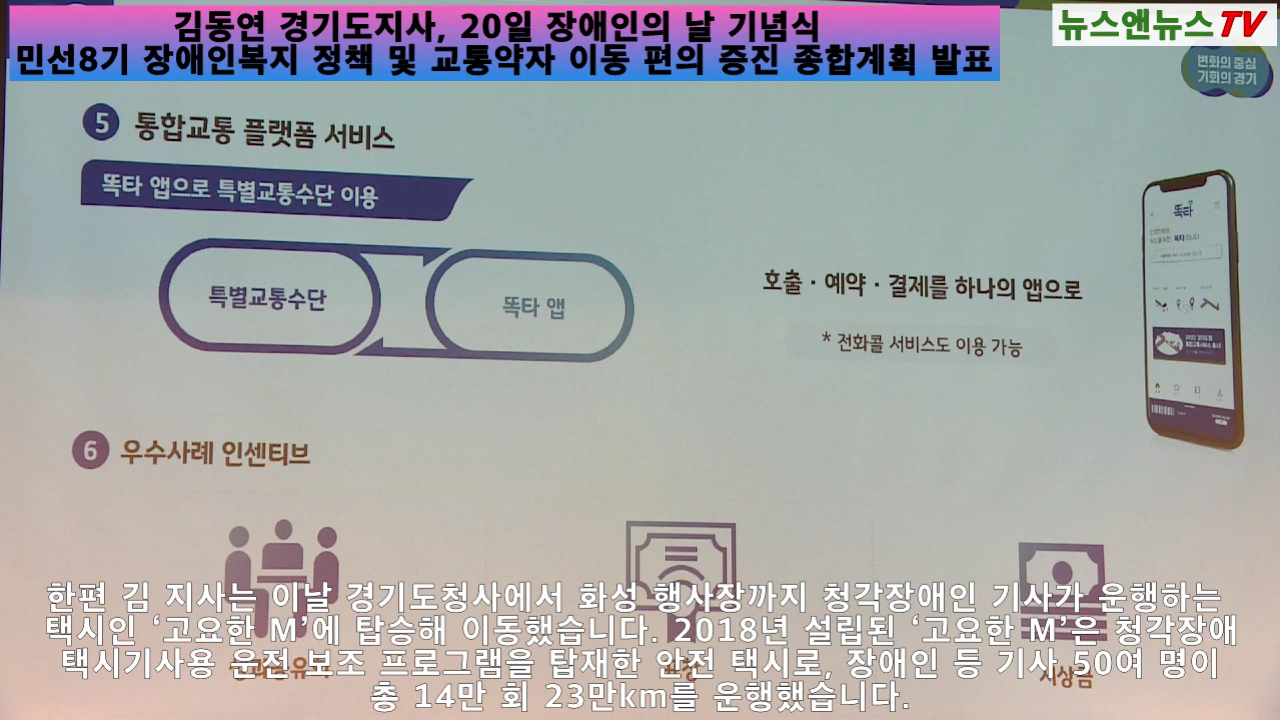 김동연 경기도지사, 20일 장애인의 날 기념식
민선8기 장애인복지 정책 및 교통약자 이동 편의 증진 종합계획 발표
뉴스앤뉴스TV
변화의 중심
기회의 경기
5 통합교통 플랫폼 서비스
똑타 앱으로 특별교통수단 이용
특별교통수단
똑타 앱
호출 · 예약 · 결제를 하나의 앱으로
* 전화콜 서비스도 이용 가능
똑타
6 우수사례 인센티브
한편 김 지사는 이날 경기도청사에서 화성 행사장까지 청각장애인 기사가 운행하는
택시인 ‘고요한 M’에 탑승해 이동했습니다. 2018년 설립된 ‘고요한 M’은 청각장애
택시기사용 운전 보조 프로그램을 탑재한 안전 택시로, 장애인 등 기사 50여 명이
총 14만 회 23만km를 운행했습니다.
시상금